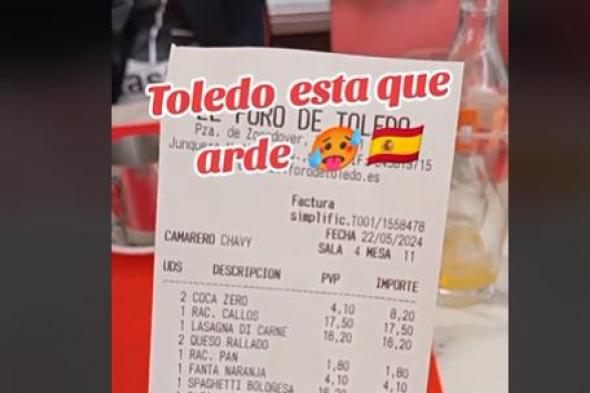 Toledo esta que
arde 🥵🇪🇸
EL FORO DE TOLEDO
Pza. de Zocodover,
forodetoledo.es
Factura
simplific.T001/1558478
FECHA 22/05/2024
SALA 4 MESA 11
CAMARERO CHAVY
UDS DESCRIPCION PVP IMPORTE
2 COCA ZERO 4,10 8,20
1 RAC. CALLOS 17,50 17,50
1 LASAGNA DI CARNE 16,20 16,20
2 QUESO RALLADO
1 RAC. PAN 1,80 1,80
1 FANTA NARANJA 4,10 4,10
1 SPAGHETTI BOLOGNESA